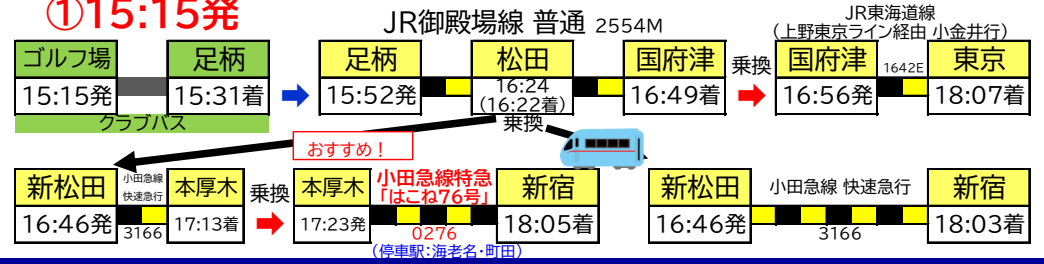 ①15:15発
JR御殿場線 普通 2554M
JR東海道線
(上野東京ライン経由 小金井行)
ゴルフ場
足柄
足柄
松田
国府津
乗換
国府津
1642E
東京
15:15発
15:31着
15:52発
16:24
(16:22着)
16:49着
16:56発
18:07着
クラブバス
乗換
おすすめ！
新松田
小田急線
快速急行
本厚木
乗換
本厚木
小田急線特急
「はこね76号」
新宿
新松田
小田急線 快速急行
新宿
16:46発
3166
17:13着
17:23発
0276
18:05着
16:46発
3166
18:03着
(停車駅:海老名・町田)